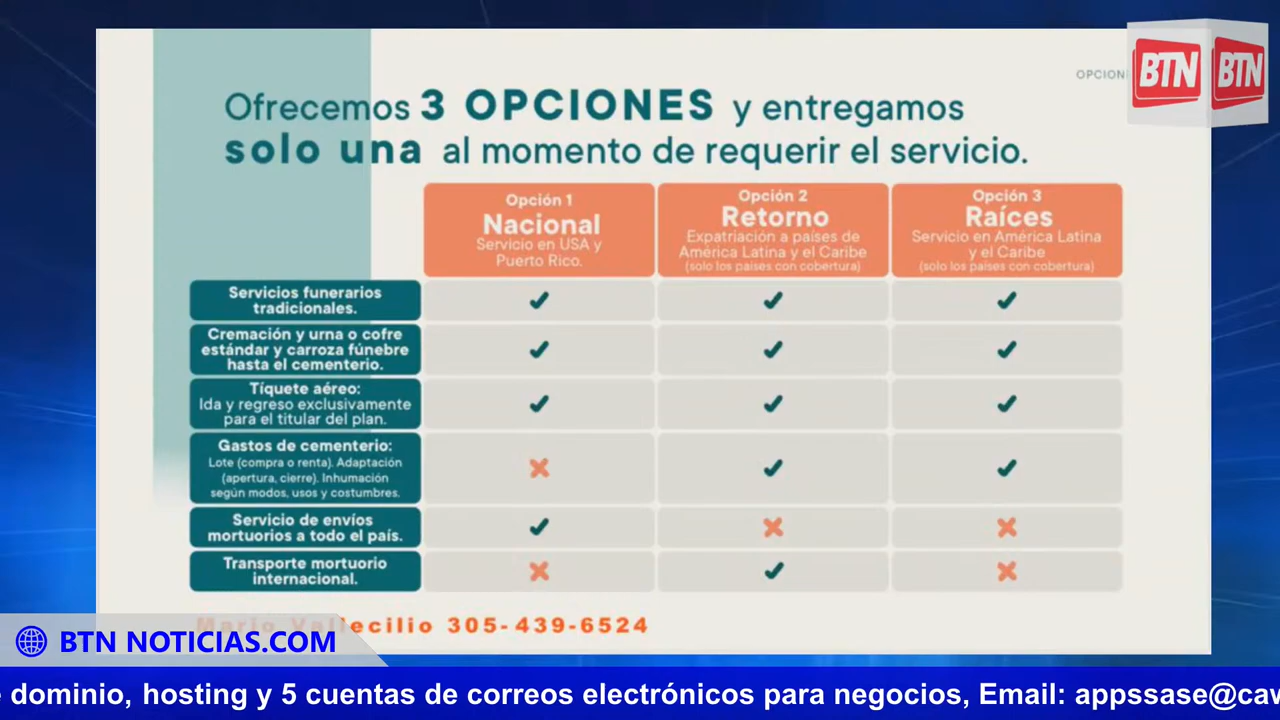 OPCION
BTN BTN
Ofrecemos 3 OPCIONES y entregamos
solo una al momento de requerir el servicio.
Opción 1
Nacional
Servicio en USA y
Puerto Rico.
Opción 2
Retorno
Expatriación a países de
América Latina y el Caribe
(solo los países con cobertura)
Opción 3
Raíces
Servicio en América Latina
y el Caribe
(solo los países con cobertura)
Servicios funerarios
tradicionales.
Cremación y urna o cofre
estándar y carroza fúnebre
hasta el cementerio.
Tíquete aéreo:
Ida y regreso exclusivamente
para el titular del plan.
Gastos de cementerio:
Lote (compra o renta). Adaptación
(apertura, cierre). Inhumación
según modos, usos y costumbres.
Servicio de envíos
mortuorios a todo el país.
Transporte mortuorio
internacional.
Mario Vallecilio 305-439-6524
BTN NOTICIAS.COM
dominio, hosting y 5 cuentas de correos electrónicos para negocios, Email: appssase@cav